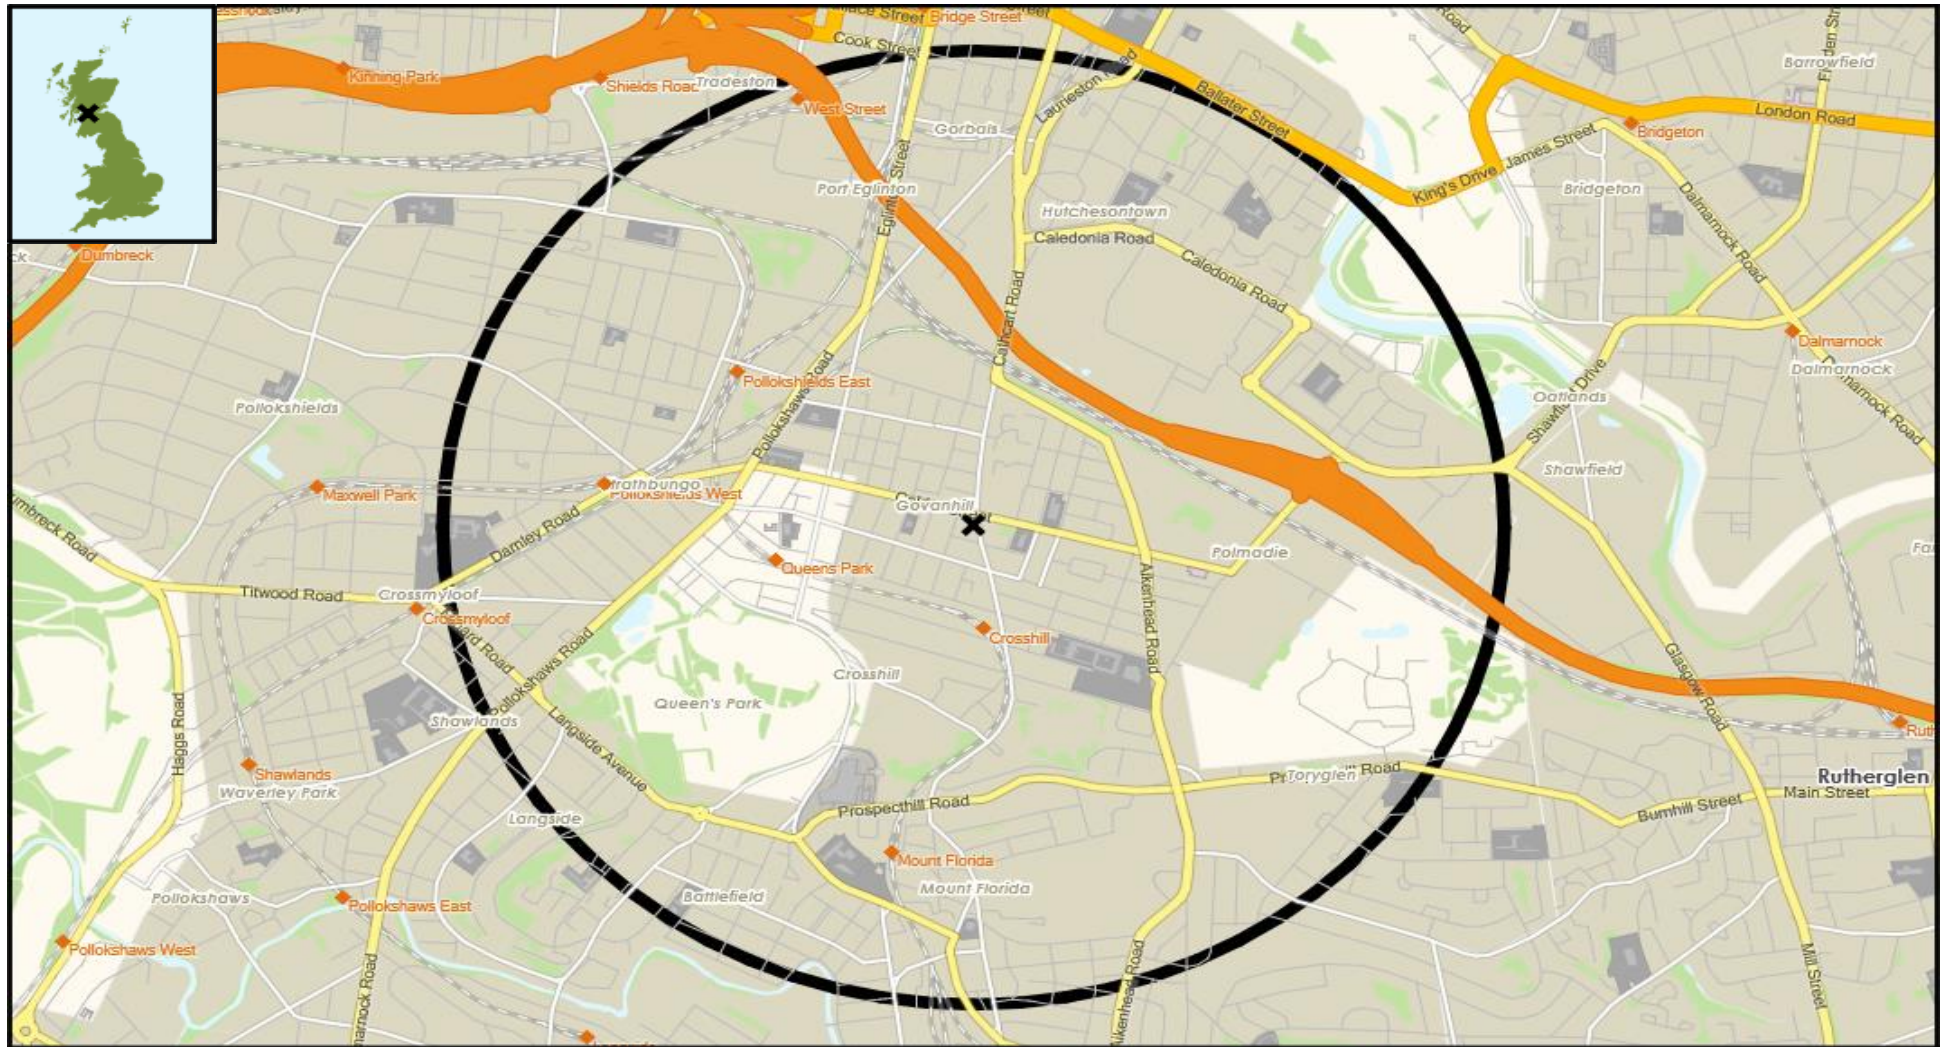 Bridge Street
Cook Street
Kinning Park
Shields Road
Tradeston
West Street
Laurieston Road
Ballater Street
Barrowfield
London Road
Bridgeton
James Street
King's Drive
Gorbals
Port Eglinton
Eglinton Street
Hutchesontown
Caledonia Road
Caledonia Road
Bridgeton
Dalmarnock Road
Dumbreck
Cathcart Road
Dalmarnock
Dalmarnock
Dalmarnock Road
Pollokshields East
Pollokshaws Road
Pollokshields
Oatlands
Shawfield Drive
Shawfield
Maxwell Park
Pollokshields West
Govanhill
Polmadie
Darnley Road
Queens Park
Titwood Road
Crossmyloof
Crossmyloof
Crosshill
Crosshill
Aikenhead Road
Pollokshaws Road
Queen's Park
Shawlands
Langside Avenue
Haggs Road
Glasgow Road
Shawlands
Waverley Park
Toryglen
Road
Prospecthill Road
Rutherglen
Main Street
Burnhill Street
Langside
Mount Florida
Mount Florida
Battlefield
Pollokshaws
Pollokshaws East
Pollokshaws West
Aikenhead Road
Mill Street